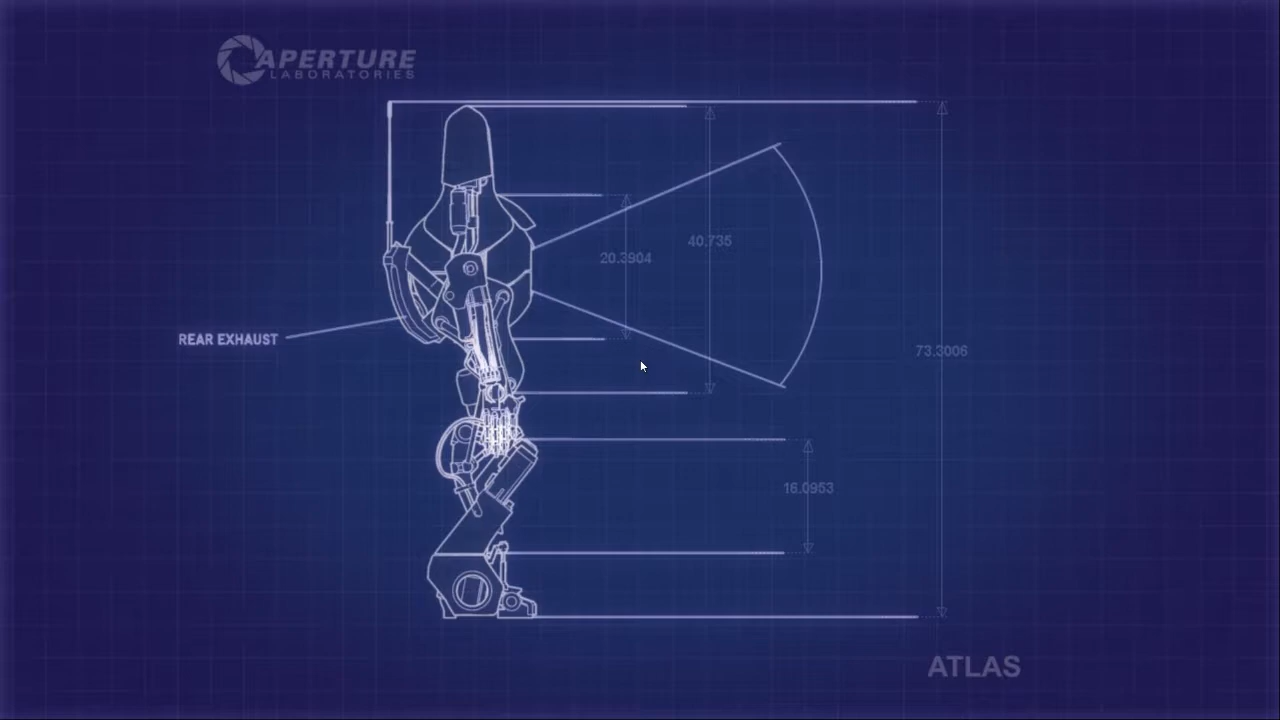 APERTURE
LABORATORIES
40.735
20.3904
REAR EXHAUST
73.3006
16.0953
ATLAS